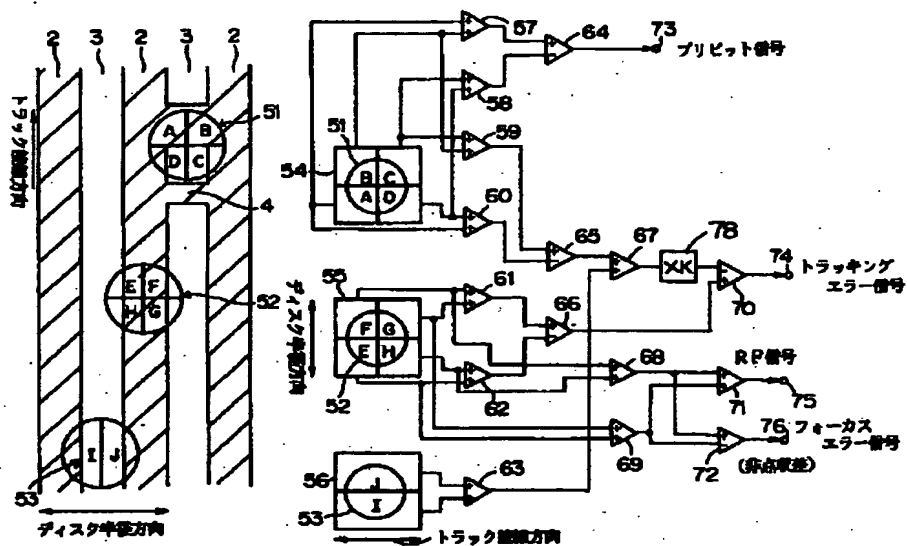 2 3 2 3 2
トラック接線方向
A B
D C
51
4
E F
H G
52
I J
53
ディスク半径方向
51
54
B C
A D
55
F G
E H
52
ディスク半径方向
56
J
I
53
トラック接線方向
57
58
59
60
61
62
63
64
73
プリピット信号
65
67
78
XK
74
トラッキング
エラー信号
70
66
68
69
RF信号
71
75
76
フォーカス
エラー信号
72
(非点収差)